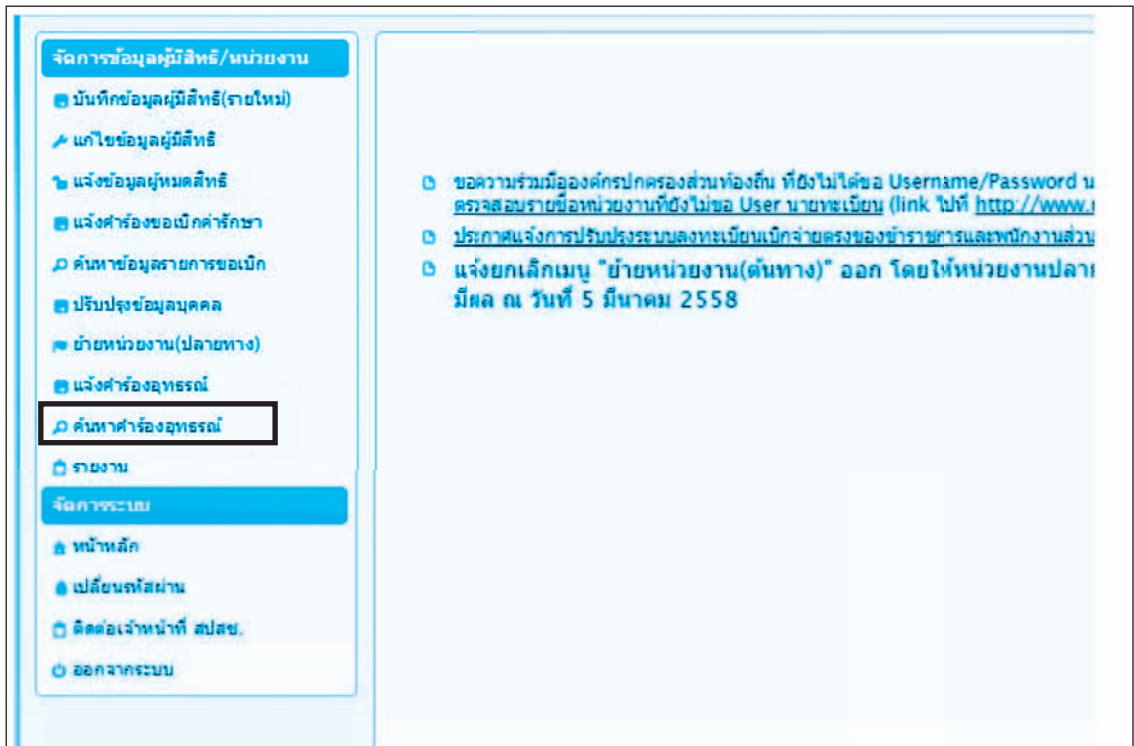 จัดการข้อมูลผู้มีสิทธิ/หน่วยงาน
บันทึกข้อมูลผู้มีสิทธิ(รายใหม่)
แก้ไขข้อมูลผู้มีสิทธิ
แจ้งข้อมูลผู้หมดสิทธิ
แจ้งคำร้องขอเบิกค่ารักษา
ค้นหาข้อมูลรายการขอเบิก
ปรับปรุงข้อมูลบุคคล
ย้ายหน่วยงาน(ปลายทาง)
แจ้งคำร้องอุทธรณ์
ค้นหาคำร้องอุทธรณ์
รายงาน
จัดการระบบ
หน้าหลัก
เปลี่ยนรหัสผ่าน
ติดต่อเจ้าหน้าที่ สปสช.
ออกจากระบบ
ขอความร่วมมือองค์กรปกครองส่วนท้องถิ่น ที่ยังไม่ได้ขอ Username/Password น
ตรวจสอบรายชื่อหน่วยงานที่ยังไม่ขอ User นายทะเบียน (link ไปที่ http://www.
ประกาศแจ้งการปรับปรุงระบบลงทะเบียนเบิกจ่ายตรงของข้าราชการและพนักงานส่วน
แจ้งยกเลิกเมนู "ย้ายหน่วยงาน(ต้นทาง)" ออก โดยให้หน่วยงานปลา
มีผล ณ วันที่ 5 มีนาคม 2558